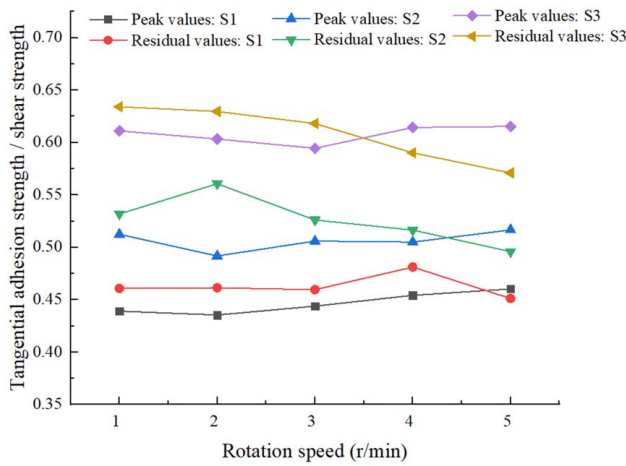 Peak values: S1 Peak values: S2 Peak values: S3
Residual values: S1 Residual values: S2 Residual values: S3
Tangential adhesion strength / shear strength
0.70
0.65
0.60
0.55
0.50
0.45
0.40
0.35
1 2 3 4 5
Rotation speed (r/min)